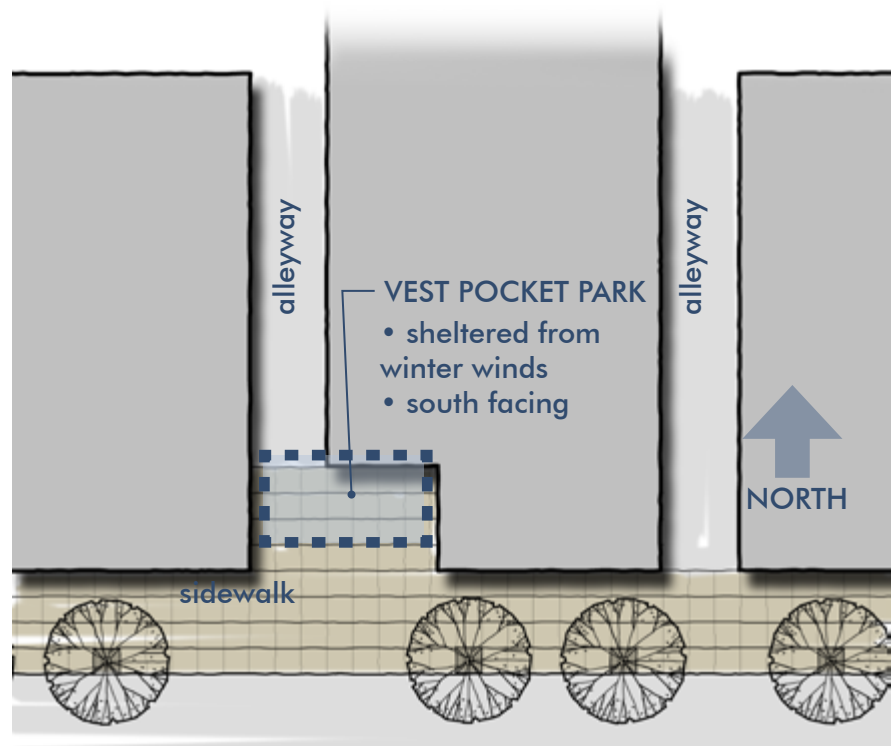 alleyway
alleyway
VEST POCKET PARK
• sheltered from
winter winds
• south facing
NORTH
sidewalk